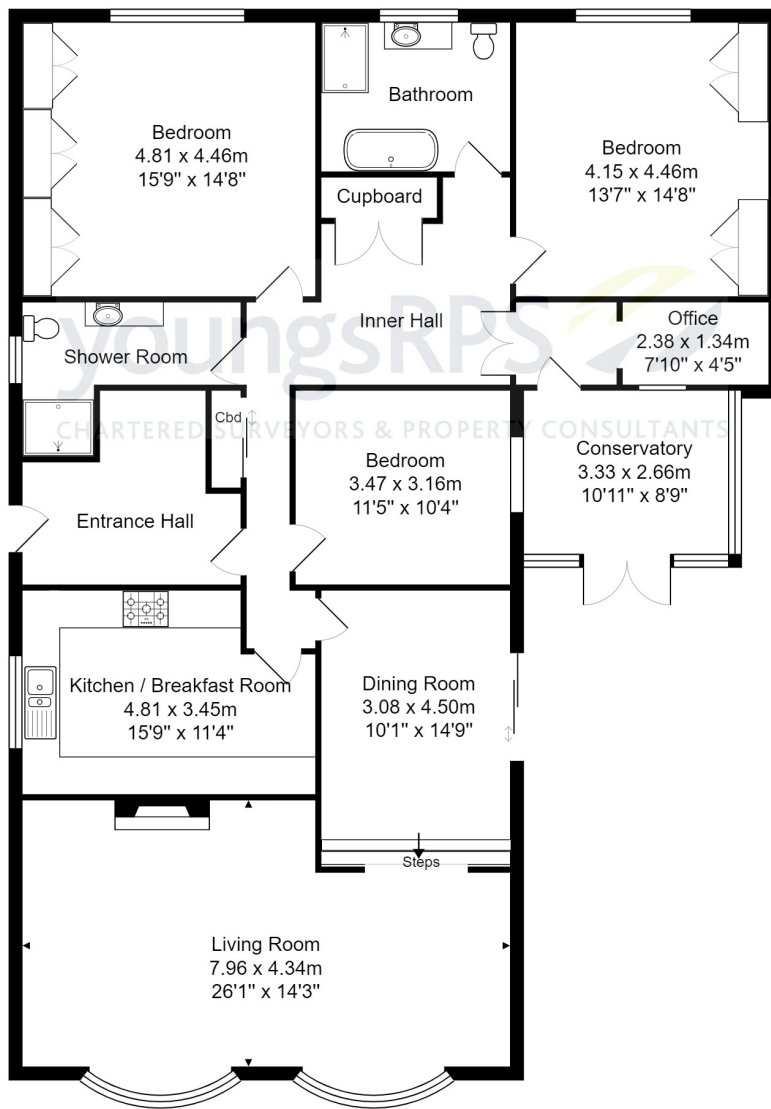 Bedroom
4.81 x 4.46m
15'9" x 14'8"
Bathroom
Bedroom
4.15 x 4.46m
13'7" x 14'8"
Cupboard
Inner Hall
Office
2.38 x 1.34m
7'10" x 4'5"
youngsRPS
Shower Room
CHARTERED SURVEYORS & PROPERTY CONSULTANTS
Cbd
Bedroom
3.47 x 3.16m
11'5" x 10'4"
Conservatory
3.33 x 2.66m
10'11" x 8'9"
Entrance Hall
Kitchen / Breakfast Room
4.81 x 3.45m
15'9" x 11'4"
Dining Room
3.08 x 4.50m
10'1" x 14'9"
Steps
Living Room
7.96 x 4.34m
26'1" x 14'3"